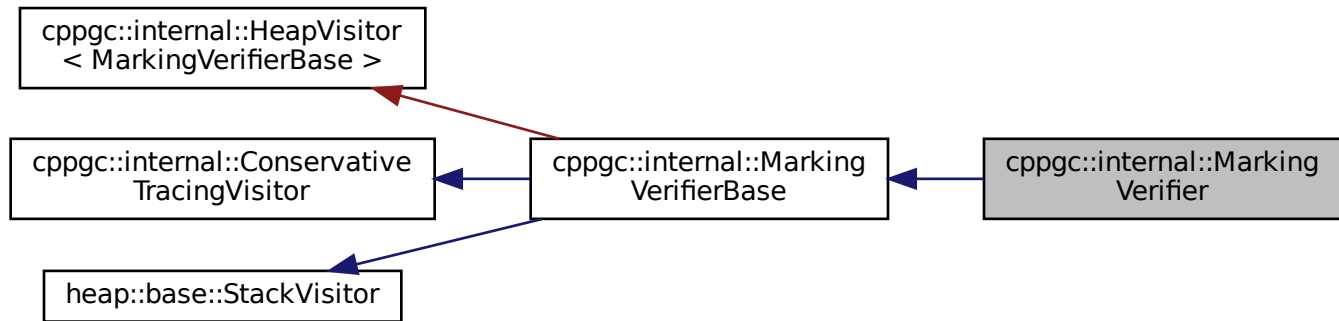 cppgc::internal::HeapVisitor
< MarkingVerifierBase >
cppgc::internal::Conservative
TracingVisitor
heap::base::StackVisitor
cppgc::internal::Marking
VerifierBase
cppgc::internal::Marking
Verifier